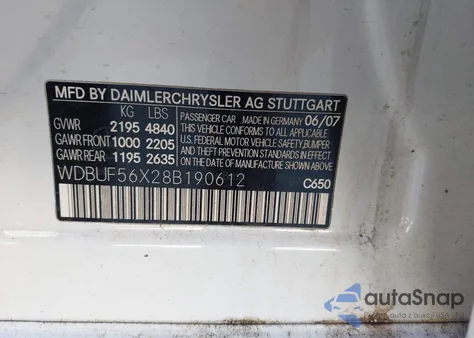 MFD BY DAIMLERCHRYSLER AG STUTTGART
KG LBS MADE IN GERMANY 06/07
GVWR 2195 4840 THIS VEHICLE CONFORMS TO ALL APPLICABLE
GAWR FRONT 1000 2205 U.S. FEDERAL MOTOR VEHICLE SAFETY, BUMPER
GAWR REAR 1195 2635 AND THEFT PREVENTION STANDARDS IN EFFECT
ON THE DATE OF MANUFACTURE SHOWN ABOVE
WDBUF56X28B190612
C650
autoSnap